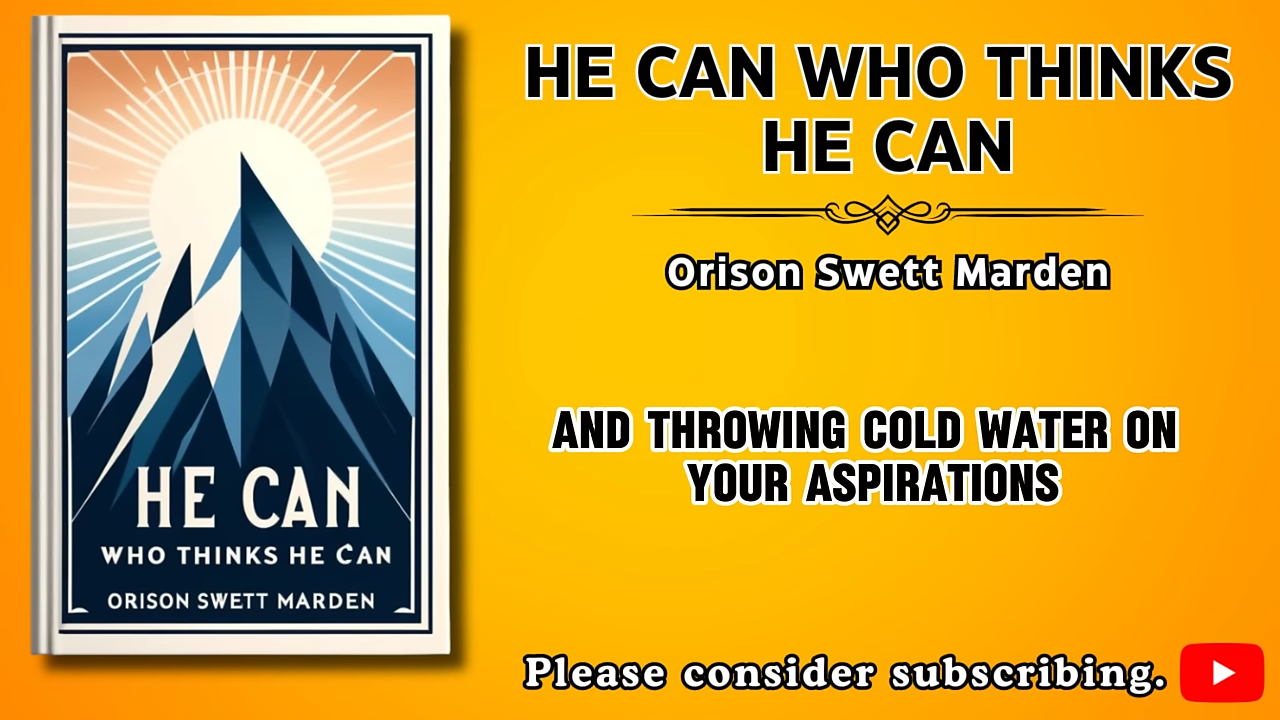 HE CAN
WHO THINKS HE CAN
ORISON SWETT MARDEN
HE CAN WHO THINKS
HE CAN
Orison Swett Marden
AND THROWING COLD WATER ON
YOUR ASPIRATIONS
Please consider subscribing.